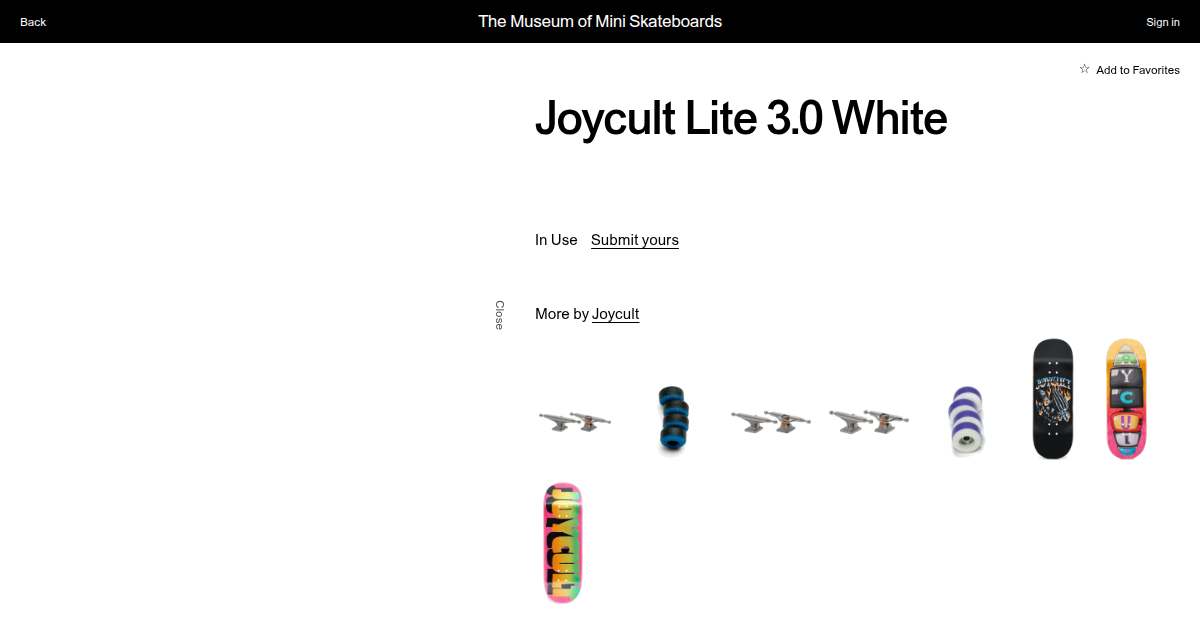 Back
The Museum of Mini Skateboards
Sign in
☆ Add to Favorites
Joycult Lite 3.0 White
In Use Submit yours
Close
More by Joycult
JOYCULT